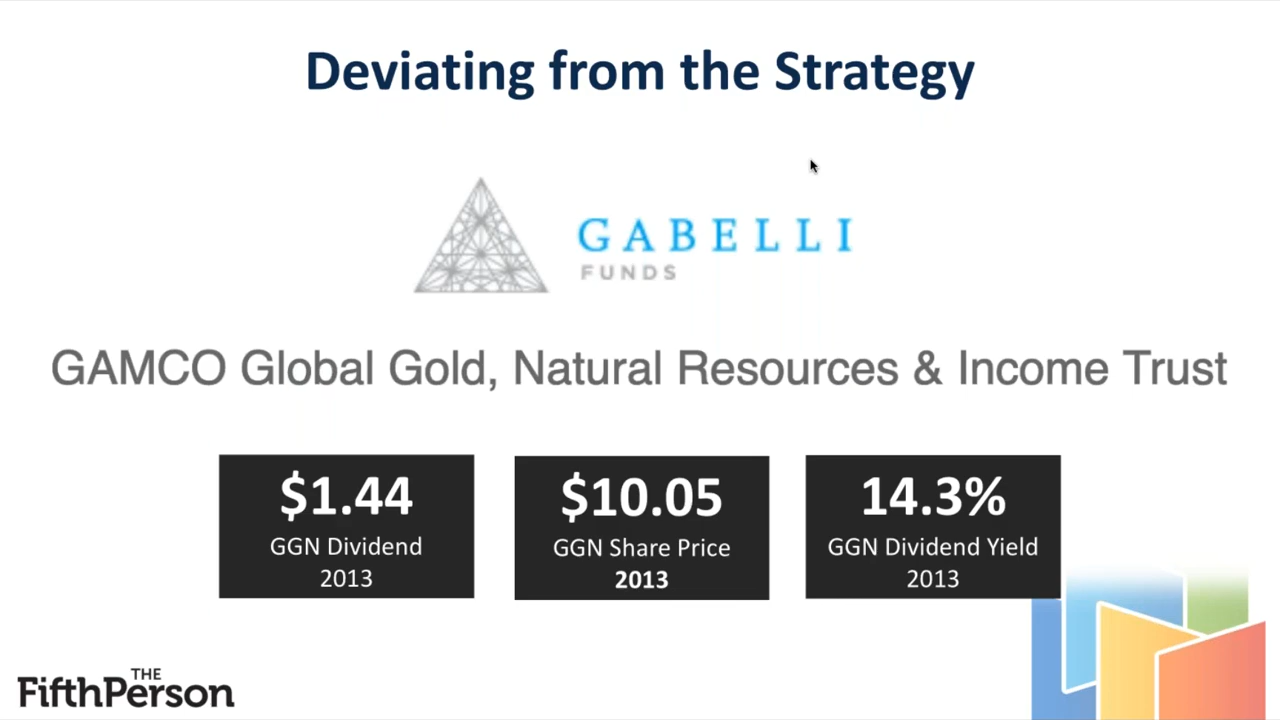 Deviating from the Strategy
GABELLI
FUNDS
GAMCO Global Gold, Natural Resources & Income Trust
$1.44
GGN Dividend
2013
$10.05
GGN Share Price
2013
14.3%
GGN Dividend Yield
2013
THE
FifthPerson